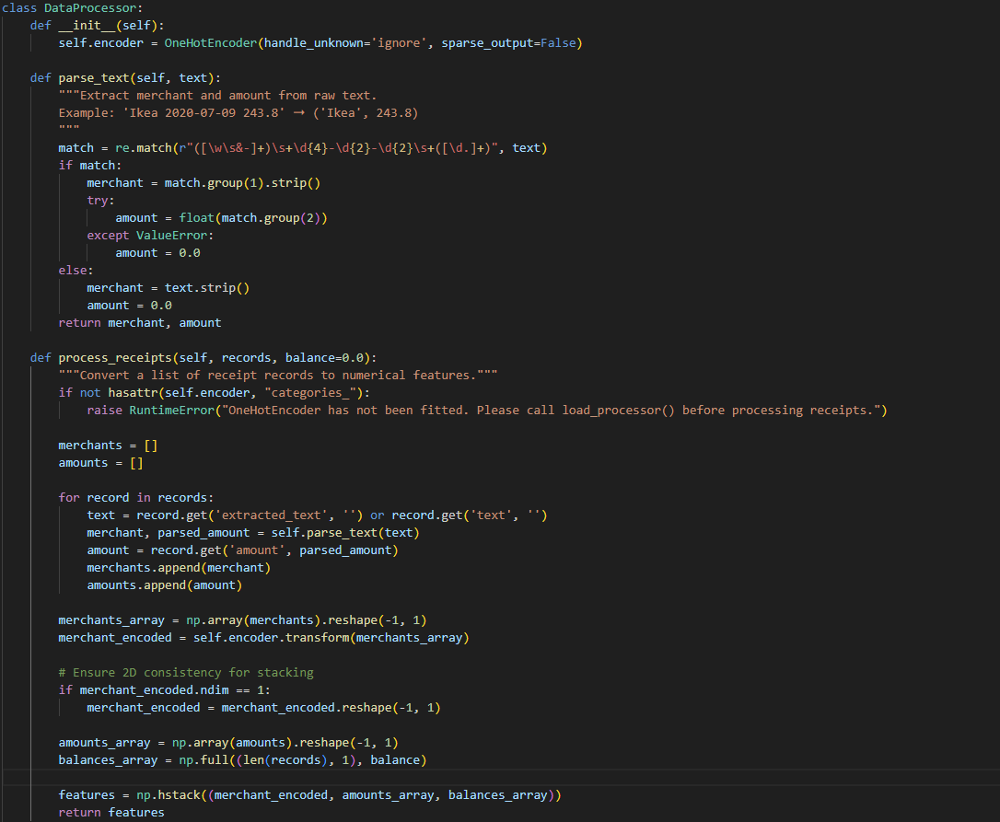 class DataProcessor:
    def __init__(self):
        self.encoder = OneHotEncoder(handle_unknown='ignore', sparse_output=False)

    def parse_text(self, text):
        """Extract merchant and amount from raw text.
        Example: 'Ikea 2020-07-09 243.8' → ('Ikea', 243.8)
        """
        match = re.match(r"([\w\s&-]+)\s+\d{4}-\d{2}-\d{2}\s+([\d.]+)", text)
        if match:
            merchant = match.group(1).strip()
            try:
                amount = float(match.group(2))
            except ValueError:
                amount = 0.0
        else:
            merchant = text.strip()
            amount = 0.0
        return merchant, amount

    def process_receipts(self, records, balance=0.0):
        """Convert a list of receipt records to numerical features."""
        if not hasattr(self.encoder, "categories_"):
            raise RuntimeError("OneHotEncoder has not been fitted. Please call load_processor() before processing receipts.")

        merchants = []
        amounts = []

        for record in records:
            text = record.get('extracted_text', '') or record.get('text', '')
            merchant, parsed_amount = self.parse_text(text)
            amount = record.get('amount', parsed_amount)
            merchants.append(merchant)
            amounts.append(amount)

        merchants_array = np.array(merchants).reshape(-1, 1)
        merchant_encoded = self.encoder.transform(merchants_array)

        # Ensure 2D consistency for stacking
        if merchant_encoded.ndim == 1:
            merchant_encoded = merchant_encoded.reshape(-1, 1)

        amounts_array = np.array(amounts).reshape(-1, 1)
        balances_array = np.full((len(records), 1), balance)

        features = np.hstack((merchant_encoded, amounts_array, balances_array))
        return features